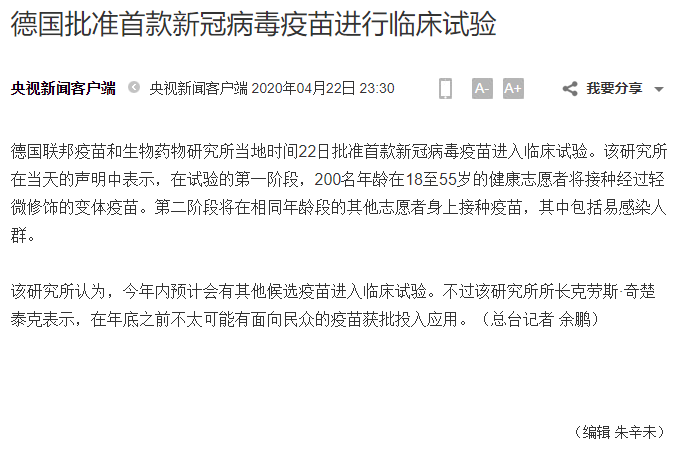 德国批准首款新冠病毒疫苗进行临床试验
央视新闻客户端 央视新闻客户端 2020年04月22日 23:30 A- A+ 我要分享
德国联邦疫苗和生物药物研究所当地时间22日批准首款新冠病毒疫苗进入临床试验。该研究所
在当天的声明中表示，在试验的第一阶段，200名年龄在18至55岁的健康志愿者将接种经过轻
微修饰的变体疫苗。第二阶段将在相同年龄段的其他志愿者身上接种疫苗，其中包括易感染人
群。
该研究所认为，今年内预计会有其他候选疫苗进入临床试验。不过该研究所所长克劳斯·奇楚
泰克表示，在年底之前不太可能有面向民众的疫苗获批投入应用。（总台记者 余鹏）
（编辑 朱辛未）